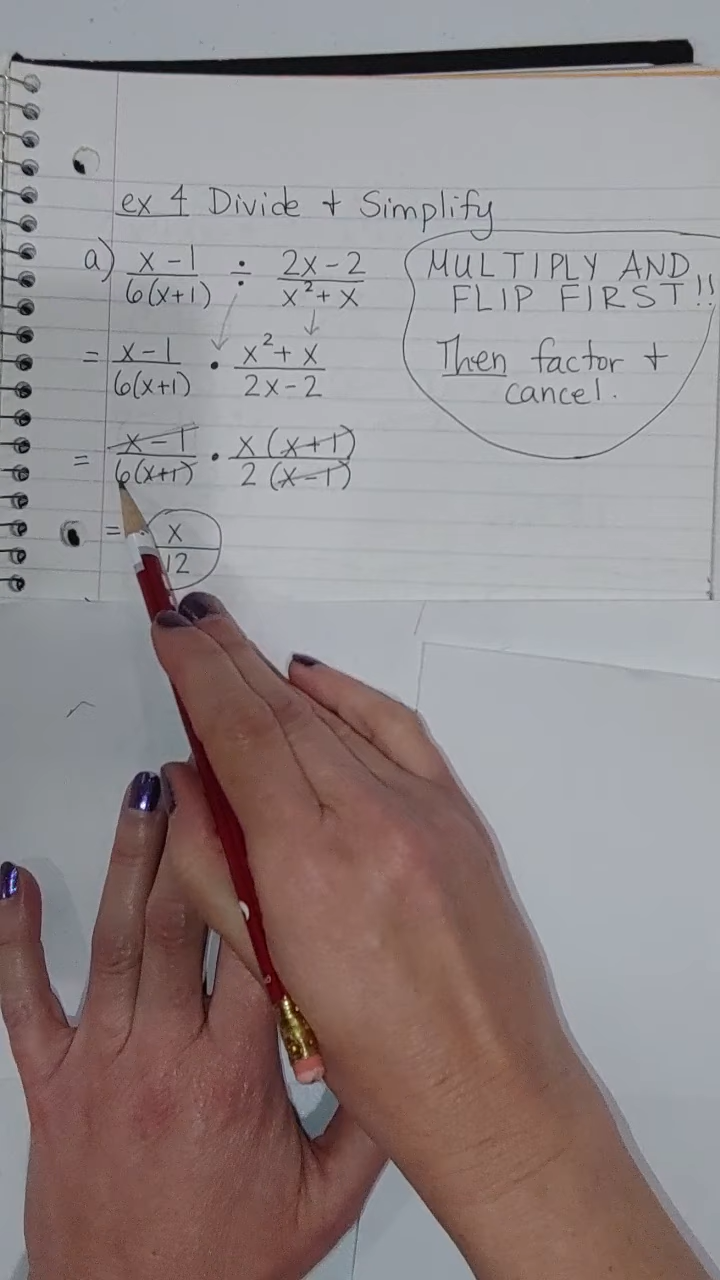 ex 4 Divide + Simplify
a) x-1/6(x+1) ÷ 2x-2/x²+x
= x-1/6(x+1) · x²+x/2x-2
= x-1/6(x+1) · x(x+1)/2(x-1)
= x/12
MULTIPLY AND
FLIP FIRST!!
Then factor +
cancel.